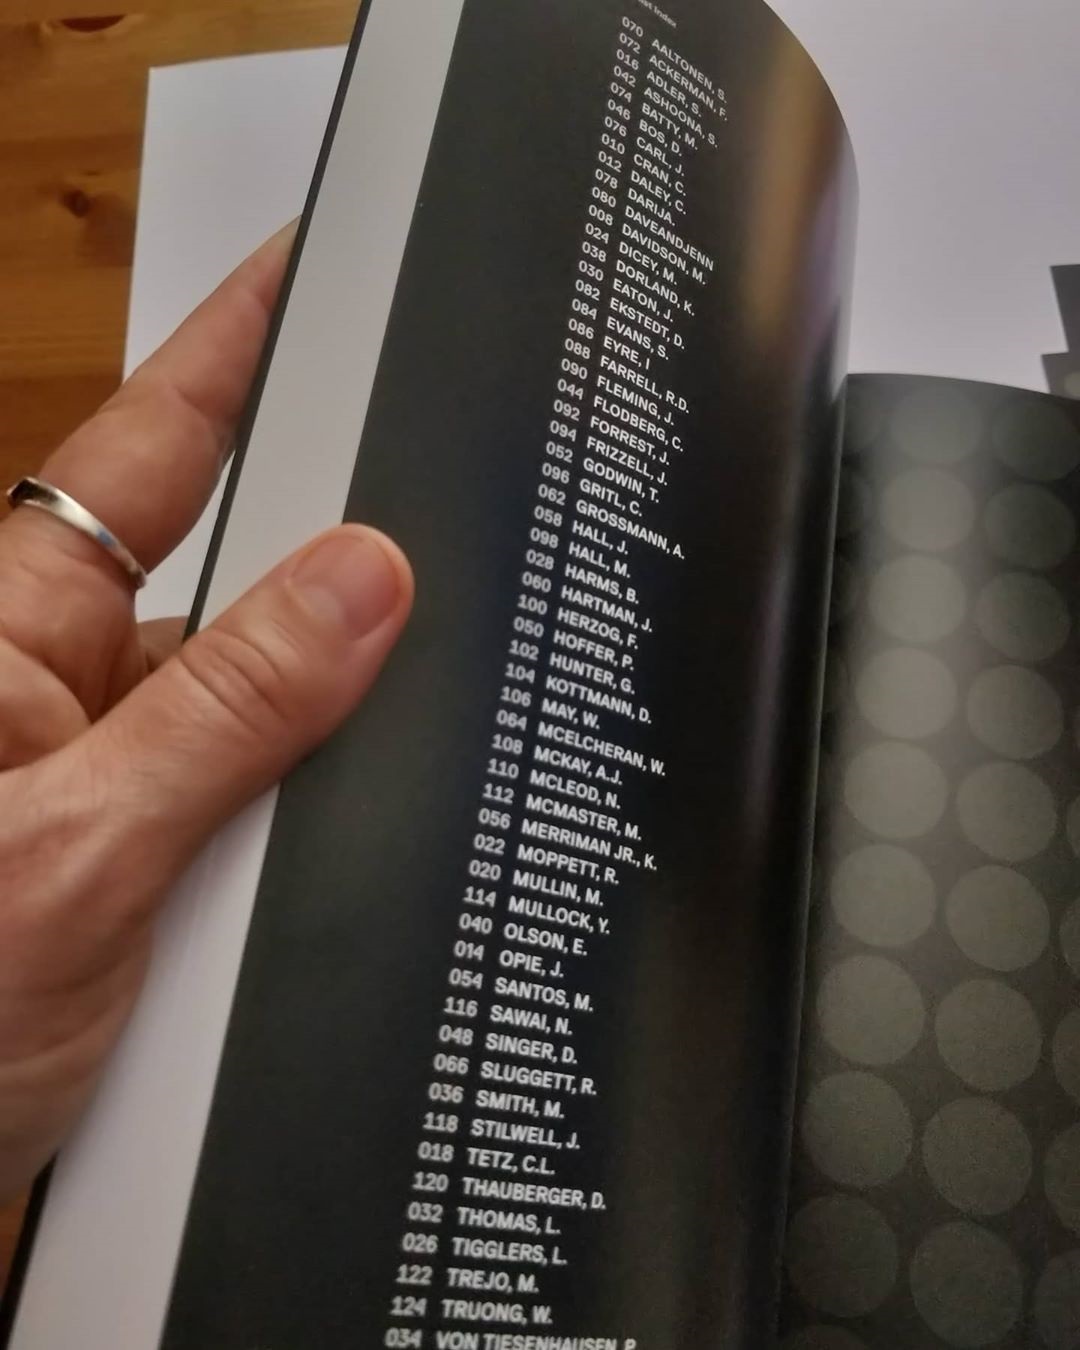 Index
070 AALTONEN, S.
072 ACKERMAN, F.
016 ADLER, S.
042 ASHOONA, S.
074 BATTY, M.
046 BOS, D.
076 CARL, J.
010 CRAN, C.
012 DALEY, C.
078 DARIJA.
080 DAVEANDJENN
008 DAVIDSON, M.
024 DICEY, M.
038 DORLAND, K.
030 EATON, J.
082 EKSTEDT, D.
084 EVANS, S.
086 EYRE, I
088 FARRELL, R.D.
090 FLEMING, J.
044 FLODBERG, C.
092 FORREST, J.
094 FRIZZELL, J.
052 GODWIN, T.
096 GRITL, C.
062 GROSSMANN, A.
058 HALL, J.
098 HALL, M.
028 HARMS, B.
060 HARTMAN, J.
100 HERZOG, F.
050 HOFFER, P.
102 HUNTER, G.
104 KOTTMANN, D.
106 MAY, W.
064 MCELCHERAN, W.
108 MCKAY, A.J.
110 MCLEOD, N.
112 MCMASTER, M.
056 MERRIMAN JR., K.
022 MOPPETT, R.
020 MULLIN, M.
114 MULLOCK, Y.
040 OLSON, E.
014 OPIE, J.
054 SANTOS, M.
116 SAWAI, N.
048 SINGER, D.
066 SLUGGETT, R.
036 SMITH, M.
118 STILWELL, J.
018 TETZ, C.L.
120 THAUBERGER, D.
032 THOMAS, L.
026 TIGGLERS, L.
122 TREJO, M.
124 TRUONG, W.
034 VON TIESENHAUSEN, P.